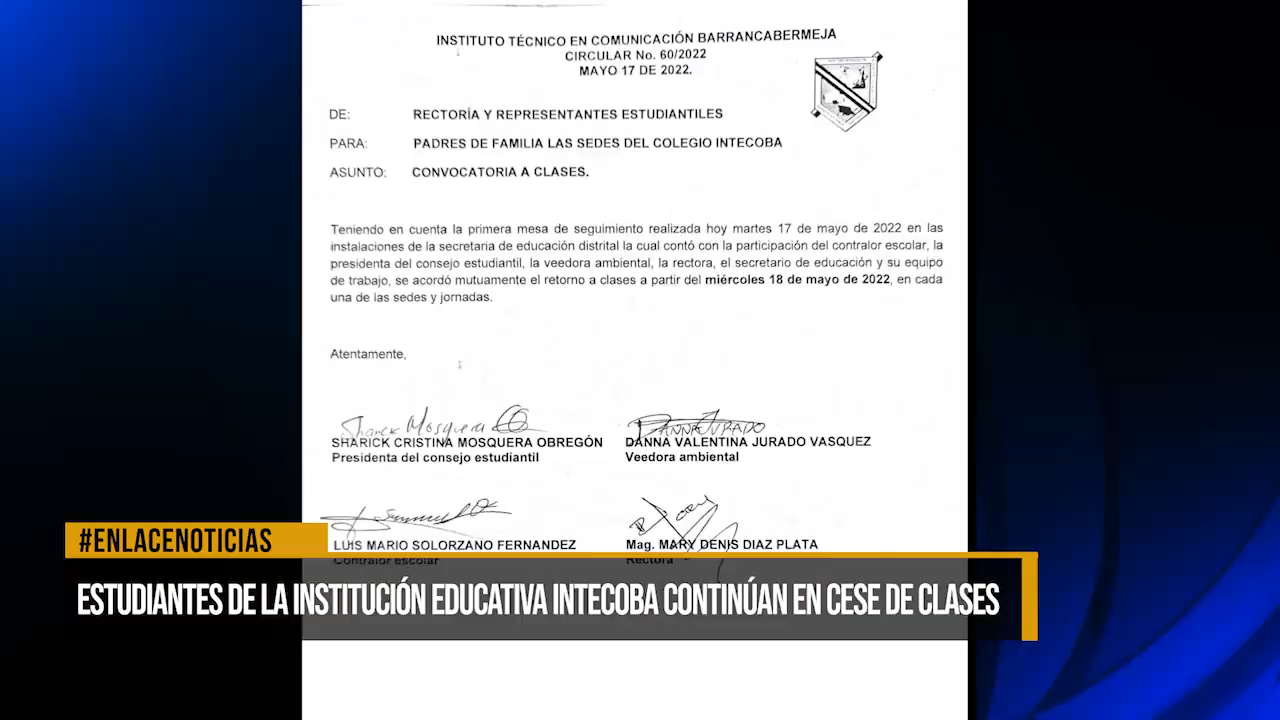 INSTITUTO TÉCNICO EN COMUNICACIÓN BARRANCABERMEJA
CIRCULAR No. 60/2022
MAYO 17 DE 2022.
DE: RECTORÍA Y REPRESENTANTES ESTUDIANTILES
PARA: PADRES DE FAMILIA LAS SEDES DEL COLEGIO INTECOBA
ASUNTO: CONVOCATORIA A CLASES.
Teniendo en cuenta la primera mesa de seguimiento realizada hoy martes 17 de mayo de 2022 en las
instalaciones de la secretaria de educación distrital la cual contó con la participación del contralor escolar, la
presidenta del consejo estudiantil, la veedora ambiental, la rectora, el secretario de educación y su equipo
de trabajo, se acordó mutuamente el retorno a clases a partir del miércoles 18 de mayo de 2022, en cada
una de las sedes y jornadas.
Atentamente,
Sharick Mosquera DANNA JURADO
SHARICK CRISTINA MOSQUERA OBREGÓN DANNA VALENTINA JURADO VASQUEZ
Presidenta del consejo estudiantil Veedora ambiental
LUIS MARIO SOLORZANO FERNANDEZ Mag. MARY DENIS DIAZ PLATA
Contralor escolar Rectora
#ENLACENOTICIAS
ESTUDIANTES DE LA INSTITUCIÓN EDUCATIVA INTECOBA CONTINÚAN EN CESE DE CLASES